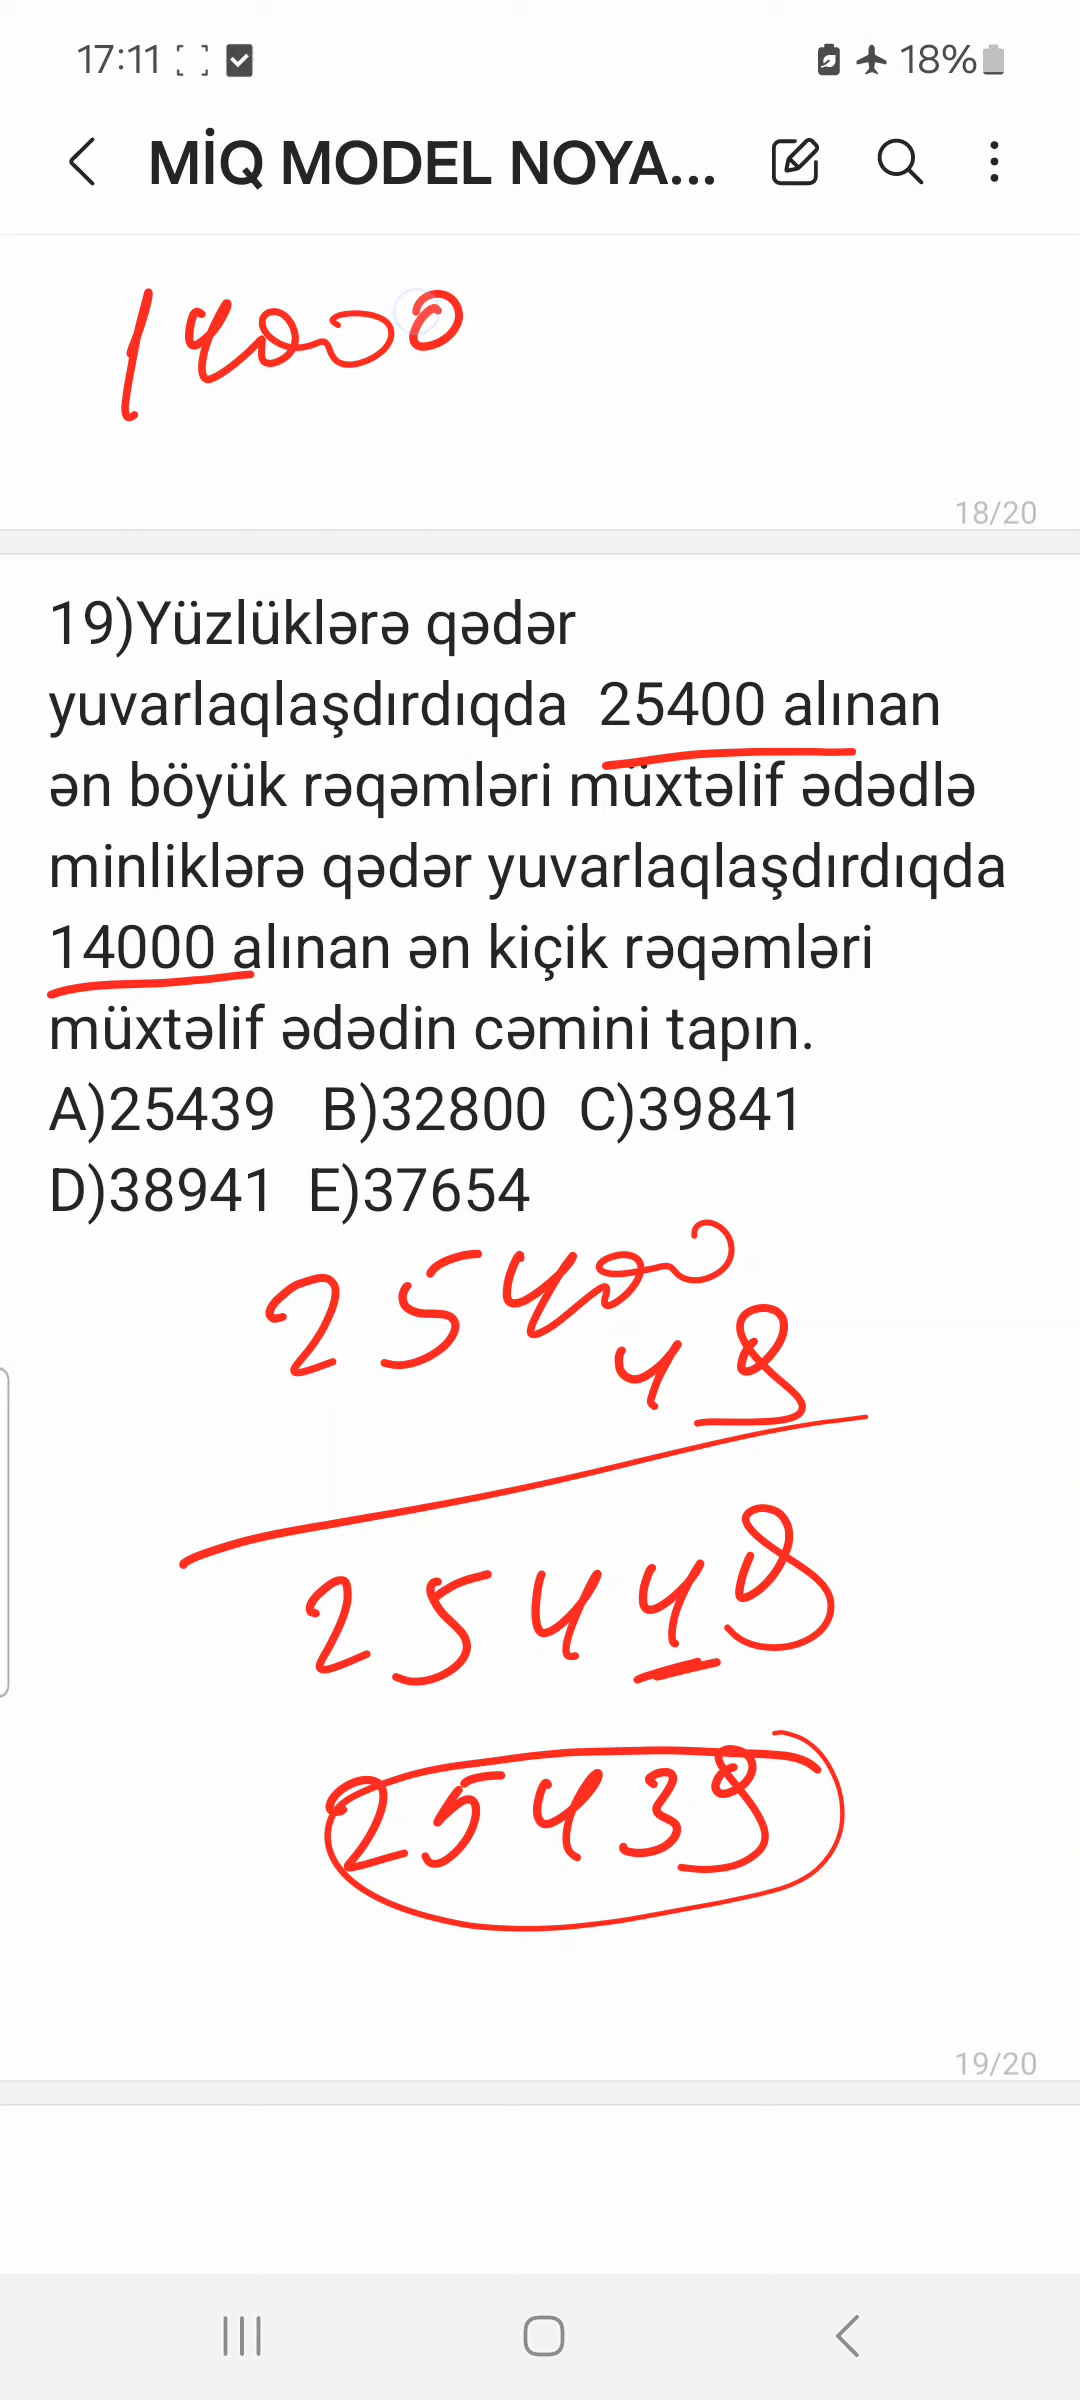 17:11 18%
MİQ MODEL NOYA...
14000
18/20
19)Yüzlüklərə qədər
yuvarlaqlaşdırdıqda 25400 alınan
ən böyük rəqəmləri müxtəlif ədədlə
minliklərə qədər yuvarlaqlaşdırdıqda
14000 alınan ən kiçik rəqəmləri
müxtəlif ədədin cəmini tapın.
A)25439 B)32800 C)39841
D)38941 E)37654
25400
49
25449
25439
19/20